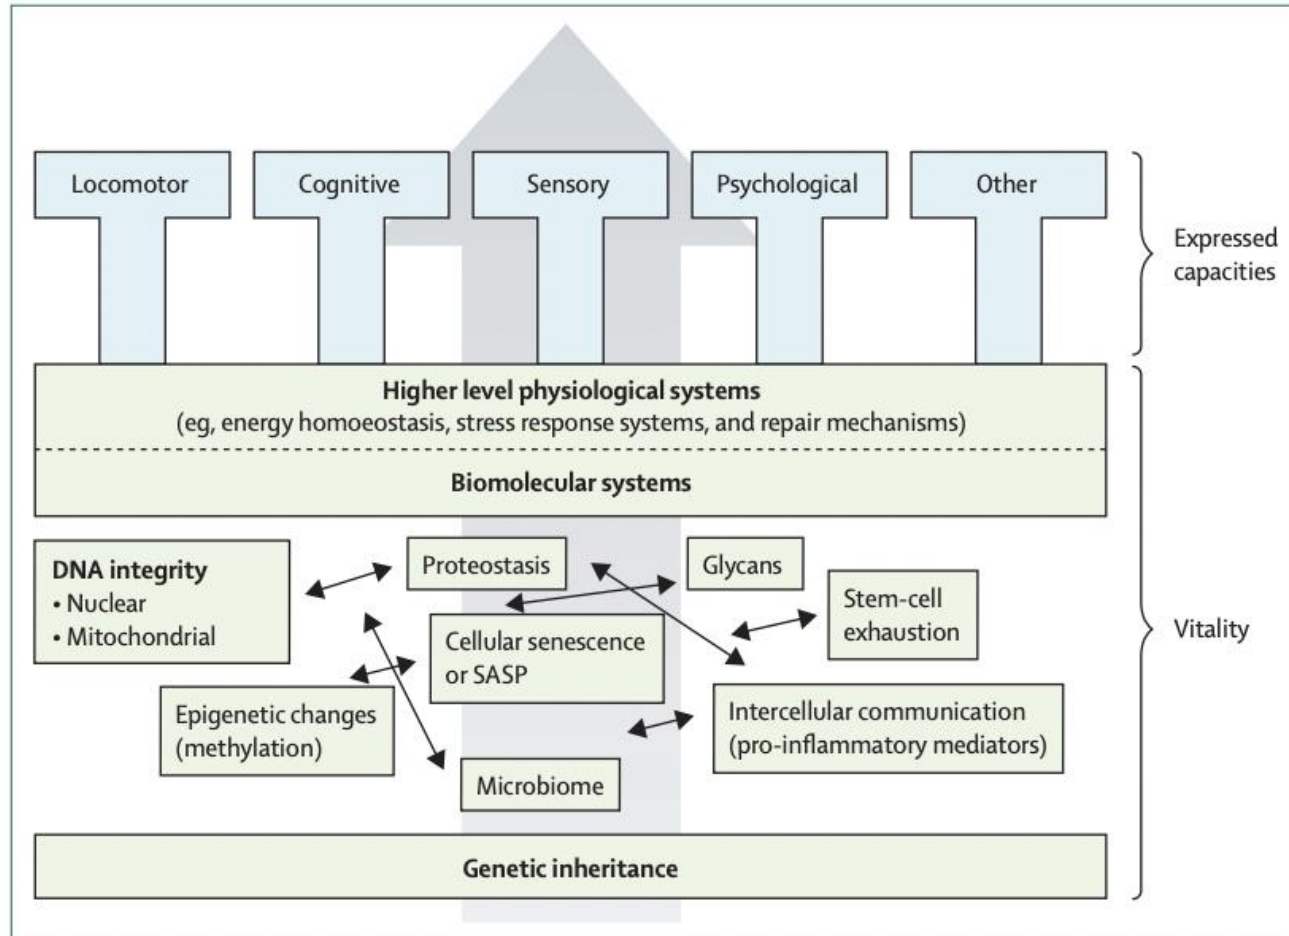 Locomotor
Cognitive
Sensory
Psychological
Other
Expressed
capacities
Higher level physiological systems
(eg, energy homoeostasis, stress response systems, and repair mechanisms)
Biomolecular systems
DNA integrity
• Nuclear
• Mitochondrial
Proteostasis
Glycans
Stem-cell
exhaustion
Cellular senescence
or SASP
Vitality
Epigenetic changes
(methylation)
Intercellular communication
(pro-inflammatory mediators)
Microbiome
Genetic inheritance